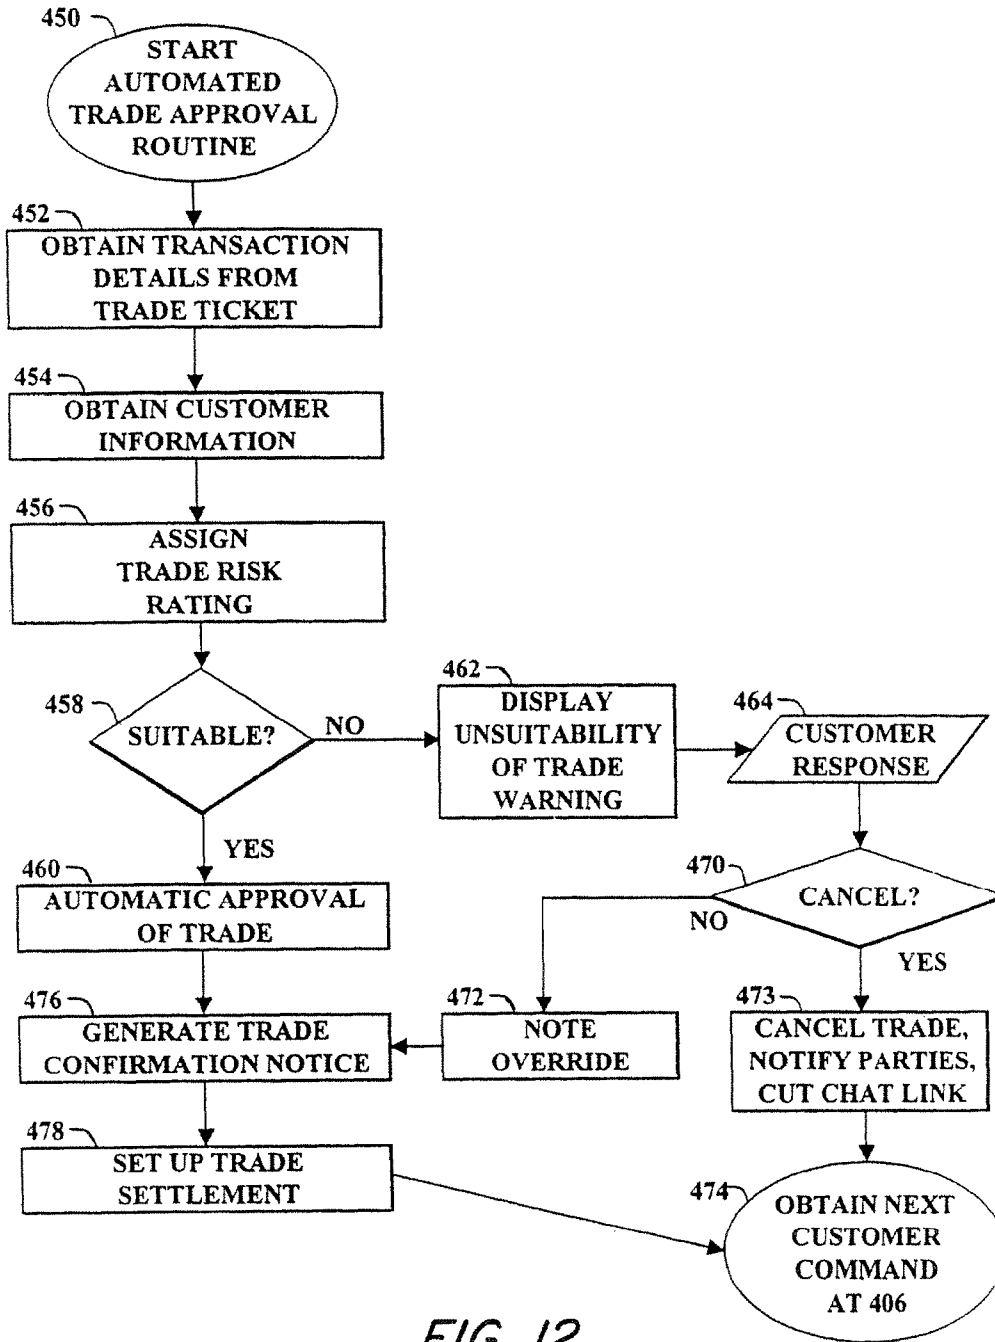 450
START
AUTOMATED
TRADE APPROVAL
ROUTINE
452
OBTAIN TRANSACTION
DETAILS FROM
TRADE TICKET
454
OBTAIN CUSTOMER
INFORMATION
456
ASSIGN
TRADE RISK
RATING
458
SUITABLE?
NO
462
DISPLAY
UNSUITABILITY
OF TRADE
WARNING
464
CUSTOMER
RESPONSE
YES
460
AUTOMATIC APPROVAL
OF TRADE
470
CANCEL?
NO
YES
476
GENERATE TRADE
CONFIRMATION NOTICE
472
NOTE
OVERRIDE
473
CANCEL TRADE,
NOTIFY PARTIES,
CUT CHAT LINK
478
SET UP TRADE
SETTLEMENT
474
OBTAIN NEXT
CUSTOMER
COMMAND
AT 406
FIG. 12